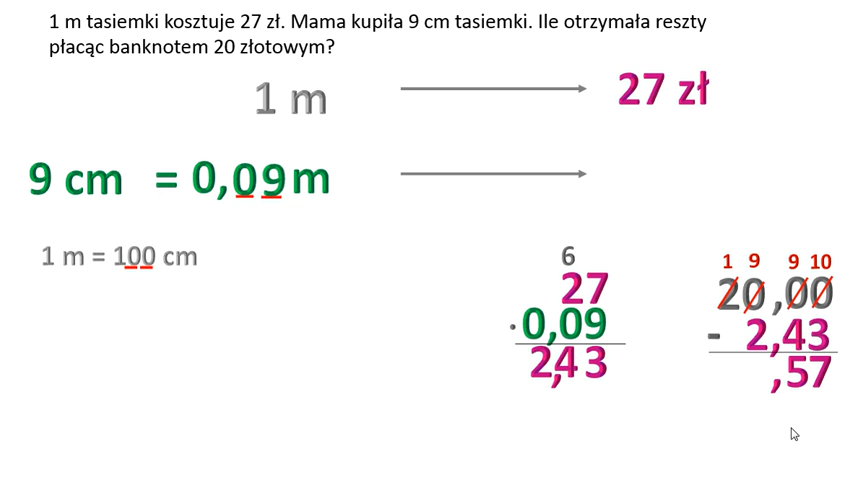 1 m tasiemki kosztuje 27 zł. Mama kupiła 9 cm tasiemki. Ile otrzymała reszty
płacąc banknotem 20 złotowym?
1 m 27 zł
9 cm = 0,09 m
1 m = 100 cm
6
27
·0,09
2,43
1 9 9 10
20,00
- 2,43
,57